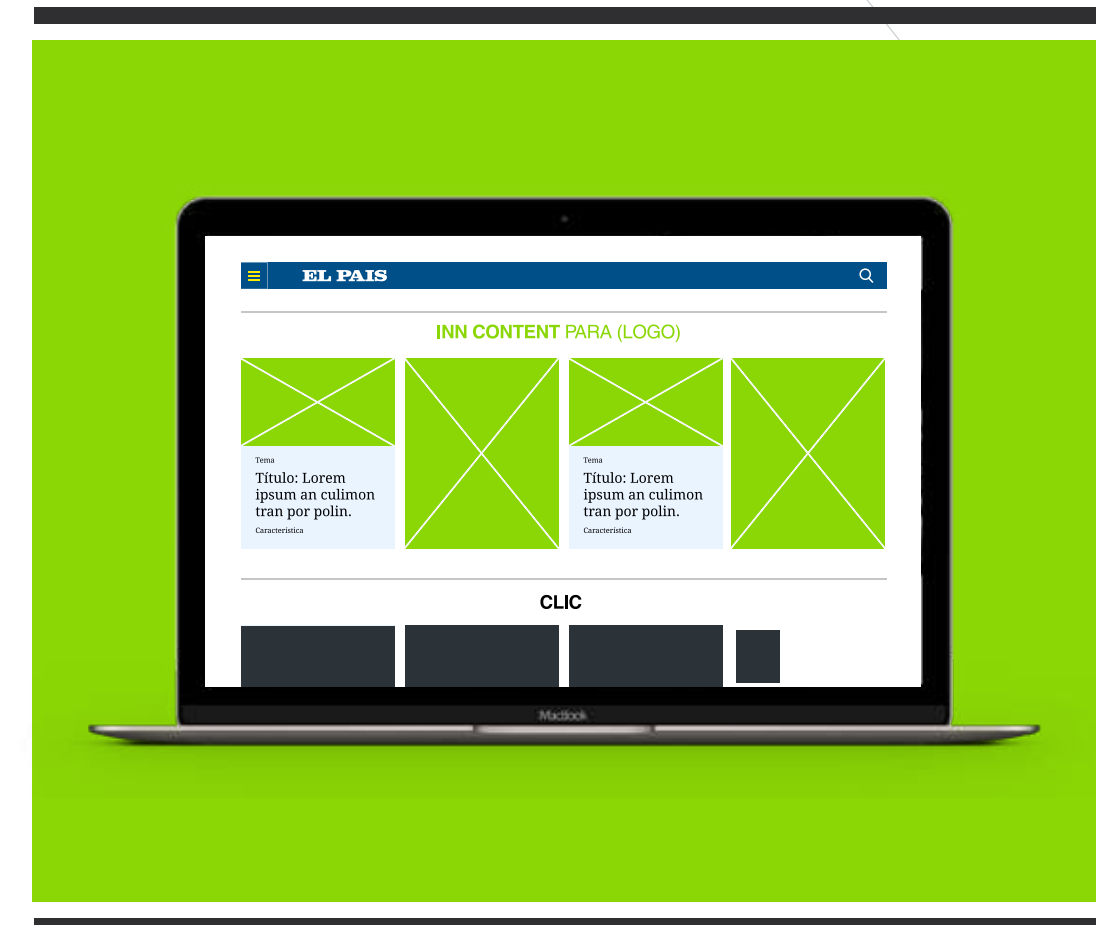 EL PAIS
INN CONTENT PARA (LOGO)
Tema
Título: Lorem
ipsum an culimon
tran por polin.
Característica
Tema
Título: Lorem
ipsum an culimon
tran por polin.
Característica
CLIC
MacBook